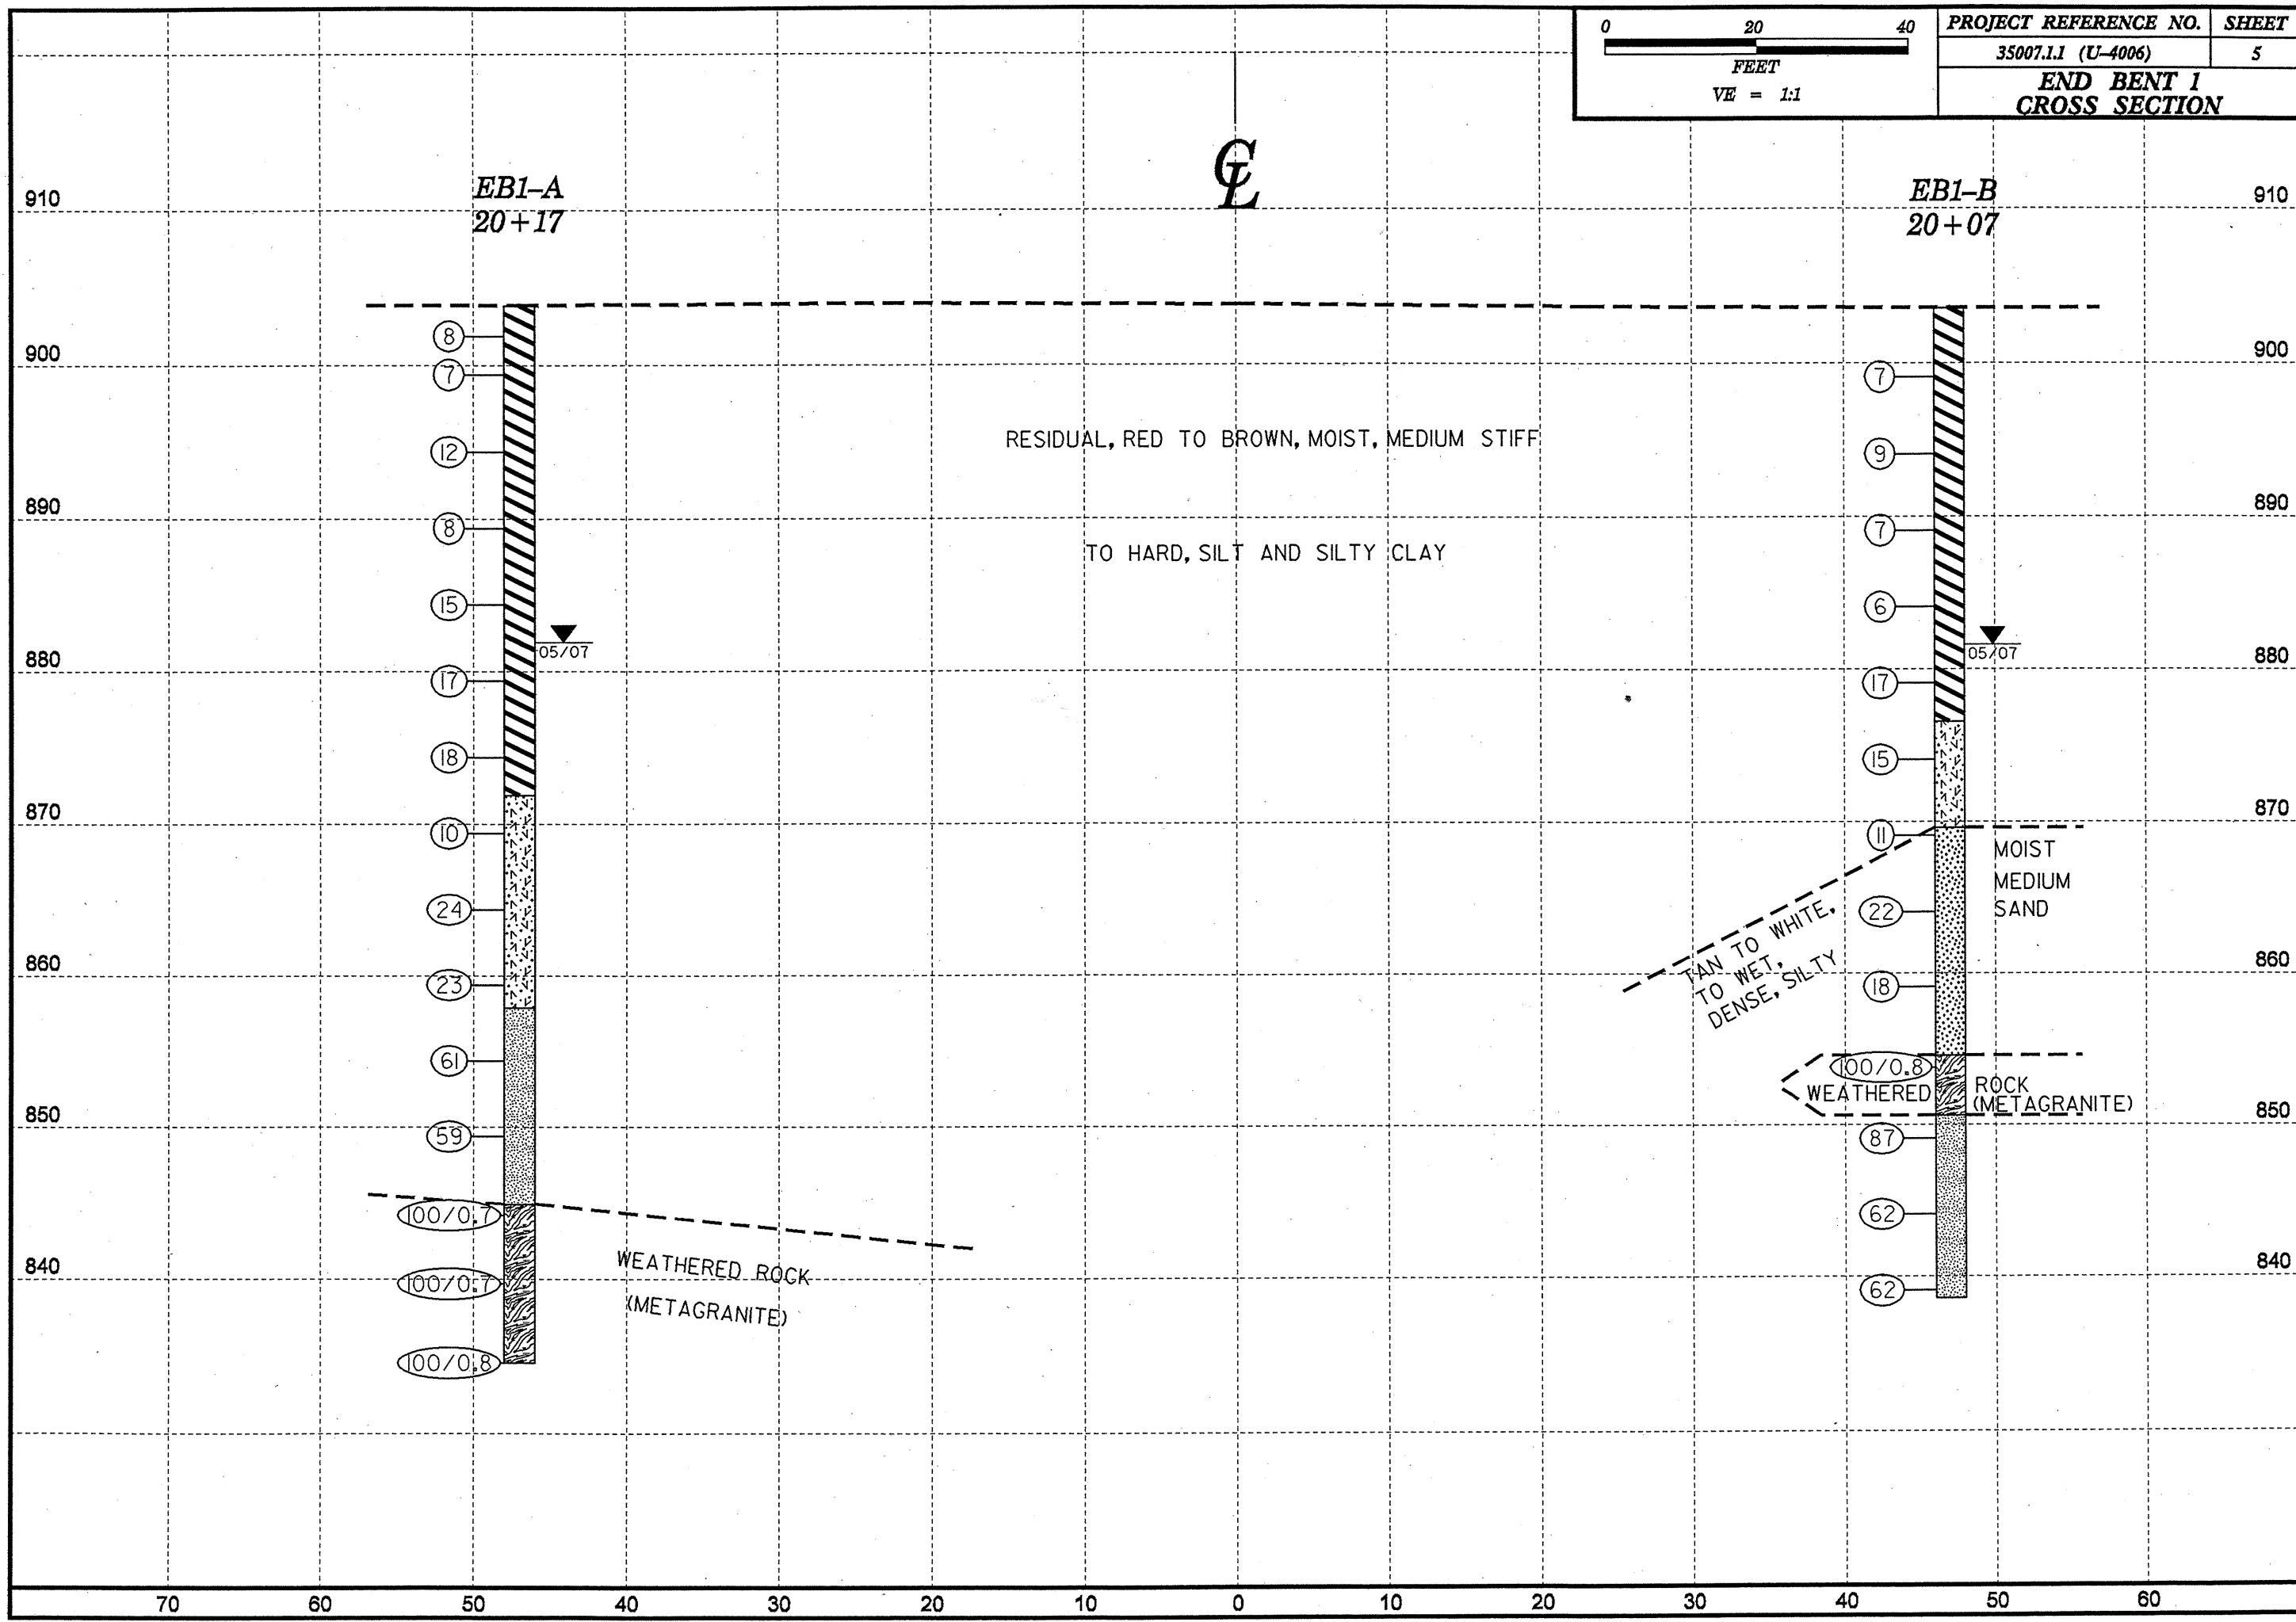 0 20 40
FEET
VE = 1:1
PROJECT REFERENCE NO. SHEET
35007.1.1 (U-4006) 5
END BENT 1
CROSS SECTION
CL
EB1-A
20+17
EB1-B
20+07
910 910
900 900
890 890
880 880
870 870
860 860
850 850
840 840
8
7
12
8
15
17
18
10
24
23
61
59
100/0.7
100/0.7
100/0.8
05/07
RESIDUAL, RED TO BROWN, MOIST, MEDIUM STIFF
TO HARD, SILT AND SILTY CLAY
WEATHERED ROCK
(METAGRANITE)
7
9
7
6
17
15
11
22
18
100/0.8
87
62
62
05/07
TAN TO WHITE,
TO WET,
DENSE, SILTY
MOIST
MEDIUM
SAND
WEATHERED
ROCK
(METAGRANITE)
70 60 50 40 30 20 10 0 10 20 30 40 50 60